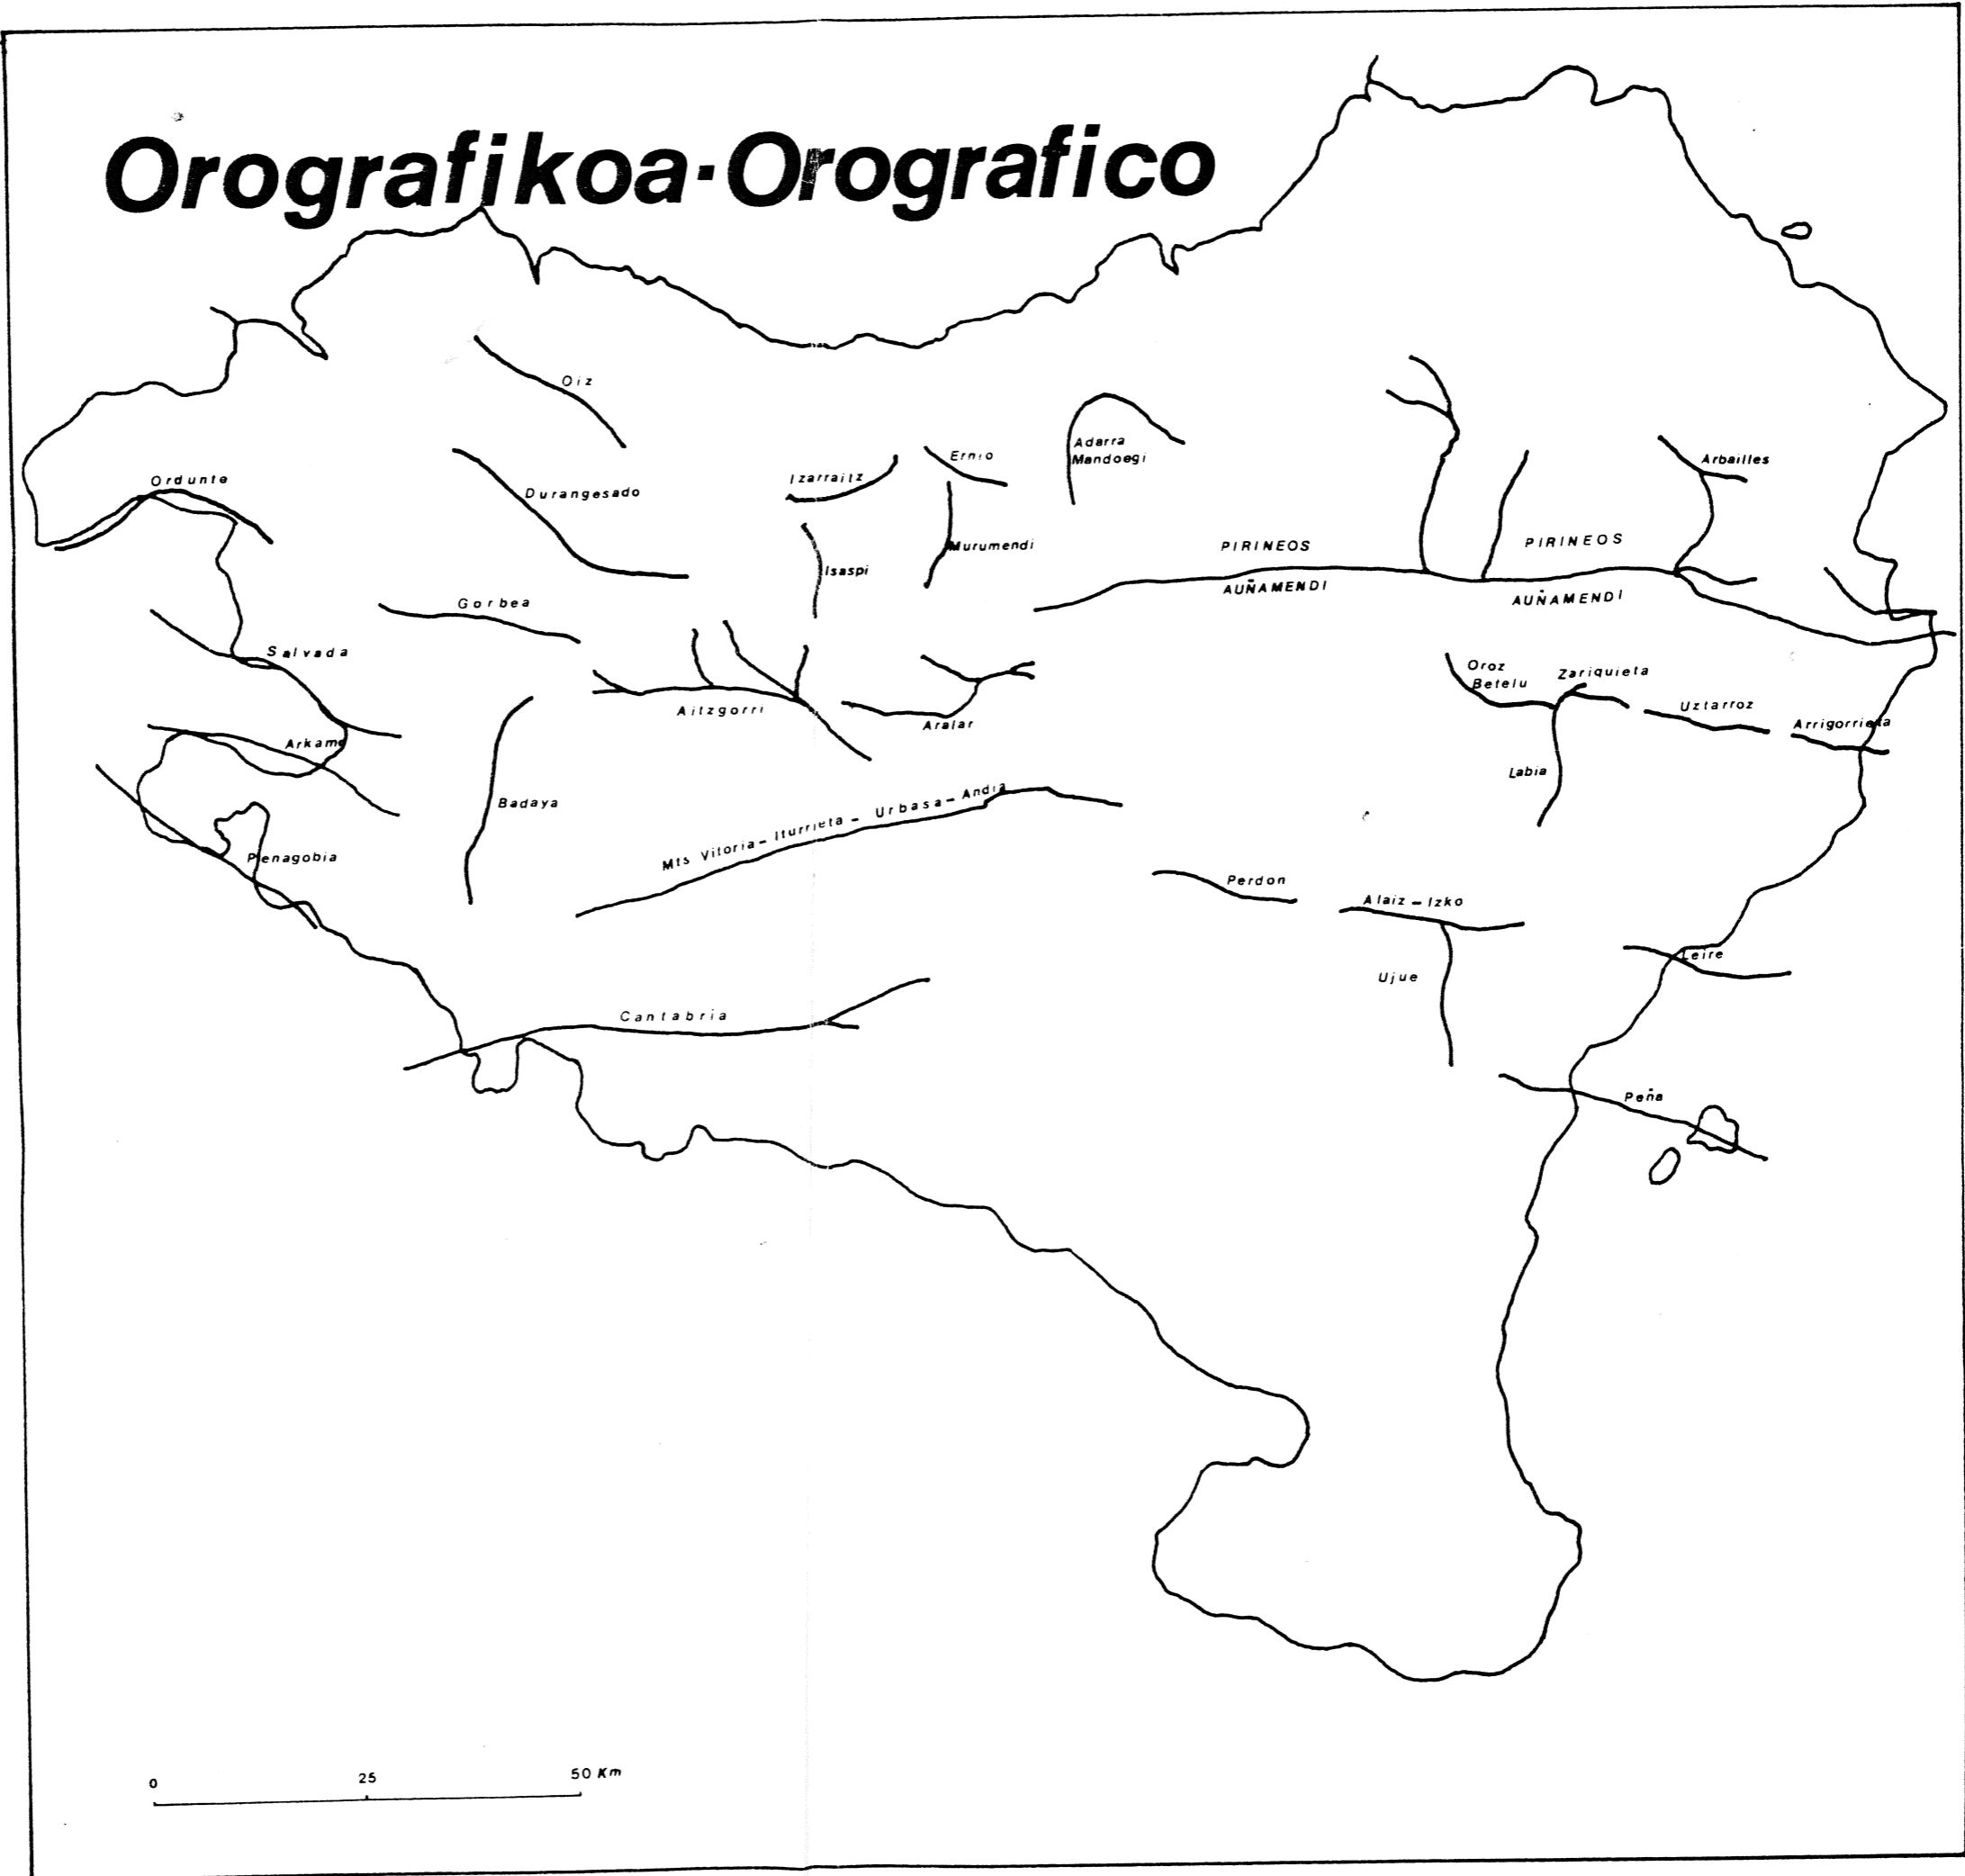 Orografikoa·Orografico
Oiz
Ordunte
Durangesado
Izarraitz
Ernio
Adarra
Mandoegi
Arbailles
Isaspi
Murumendi
PIRINEOS
AUÑAMENDI
PIRINEOS
AUÑAMENDI
Gorbea
Salvada
Aitzgorri
Aralar
Oroz
Betelu
Zariquieta
Uztarroz
Arrigorrieta
Arkamo
Labia
Badaya
Mts Vitoria – Iturrieta – Urbasa – Andia
Penagobia
Perdon
Alaiz – Izko
Ujue
Leire
Cantabria
Peña
0 25 50 Km